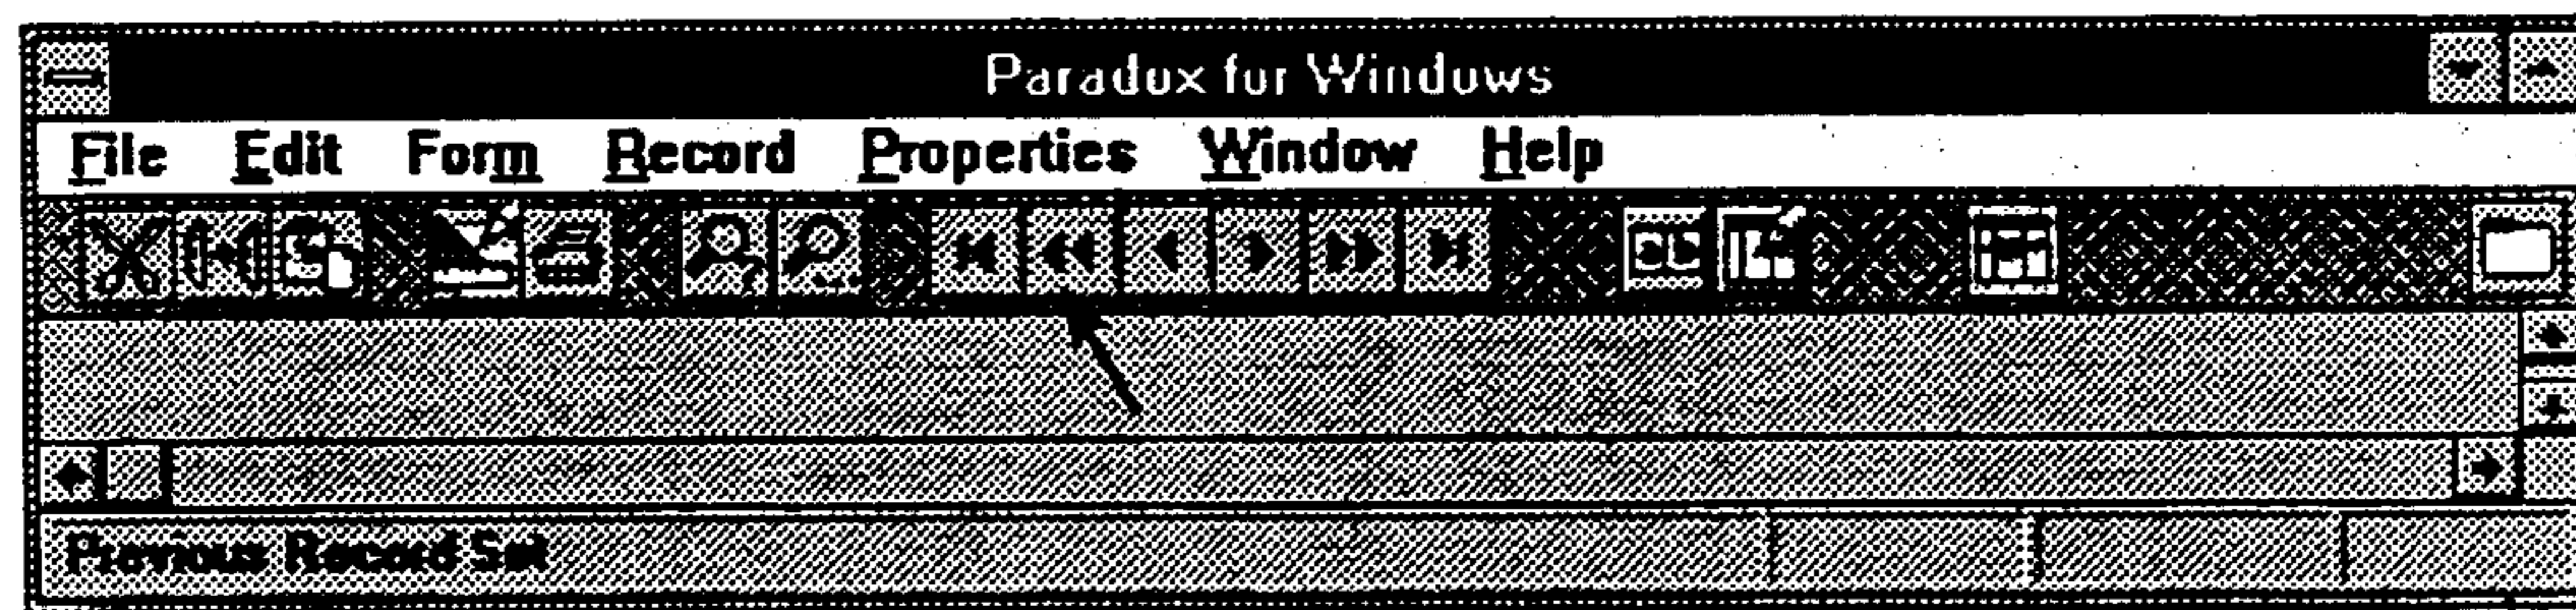 Paradox for Windows
File Edit Form Record Properties Window Help
Previous Record Set